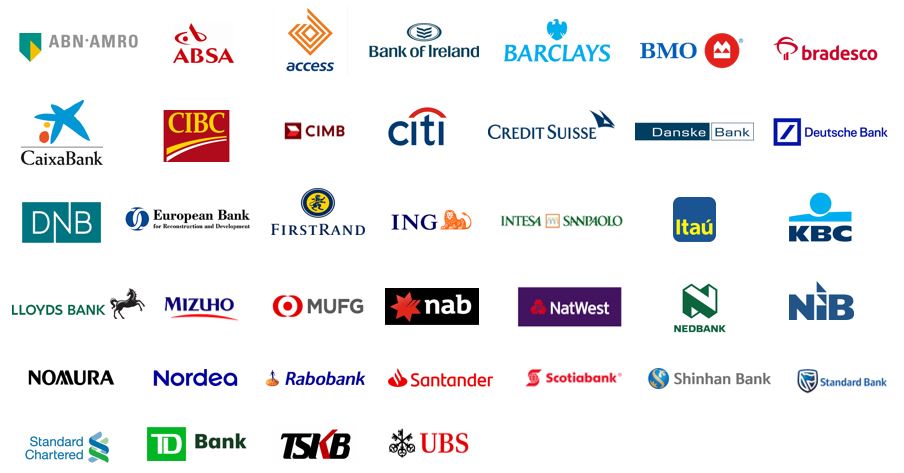 ABN·AMRO
ABSA
access
Bank of Ireland
BARCLAYS
BMO
®
bradesco
CaixaBank
CIBC
CIMB
citi
CREDIT SUISSE
Danske Bank
Deutsche Bank
DNB
European Bank
for Reconstruction and Development
FIRSTRAND
ING
INTESA SANPAOLO
Itaú
KBC
LLOYDS BANK
MIZUHO
MUFG
nab
NatWest
NEDBANK
NIB
NOMURA
Nordea
Rabobank
Santander
Scotiabank®
Shinhan Bank
Standard Bank
Standard
Chartered
TD Bank
TSKB
UBS